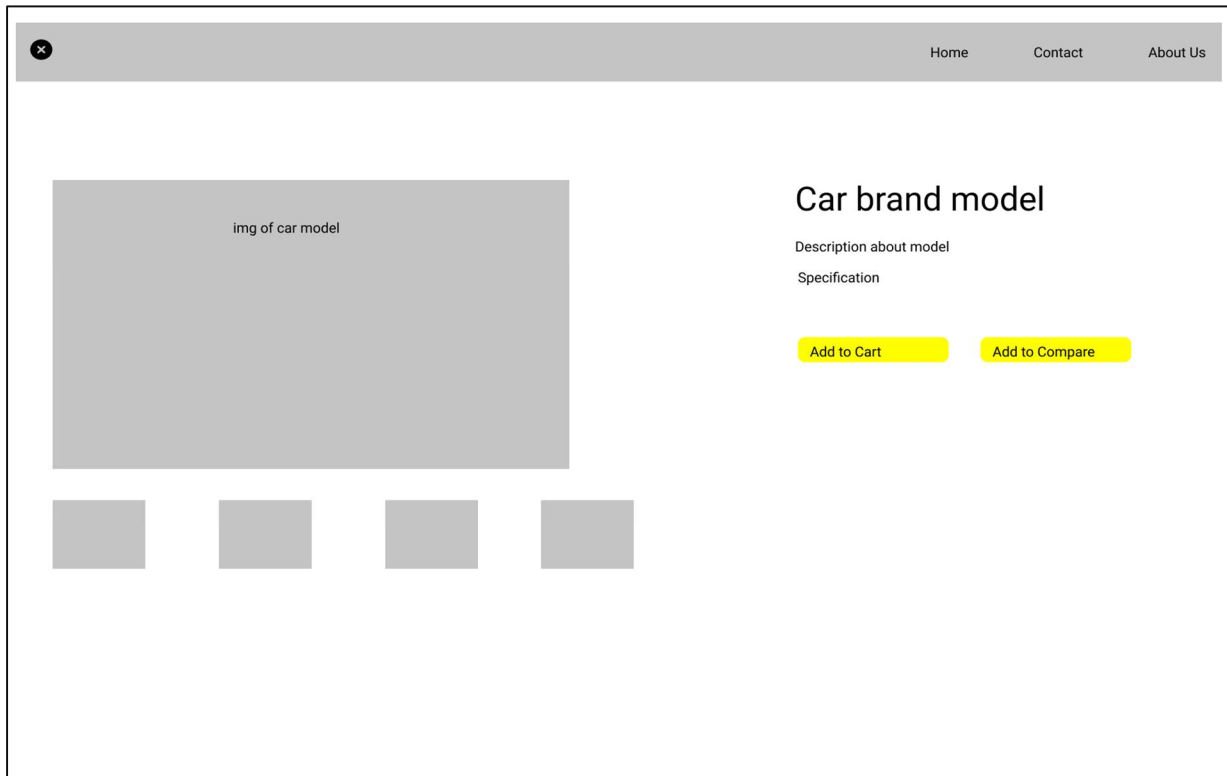 Home Contact About Us
img of car model
Car brand model
Description about model
Specification
Add to Cart Add to Compare